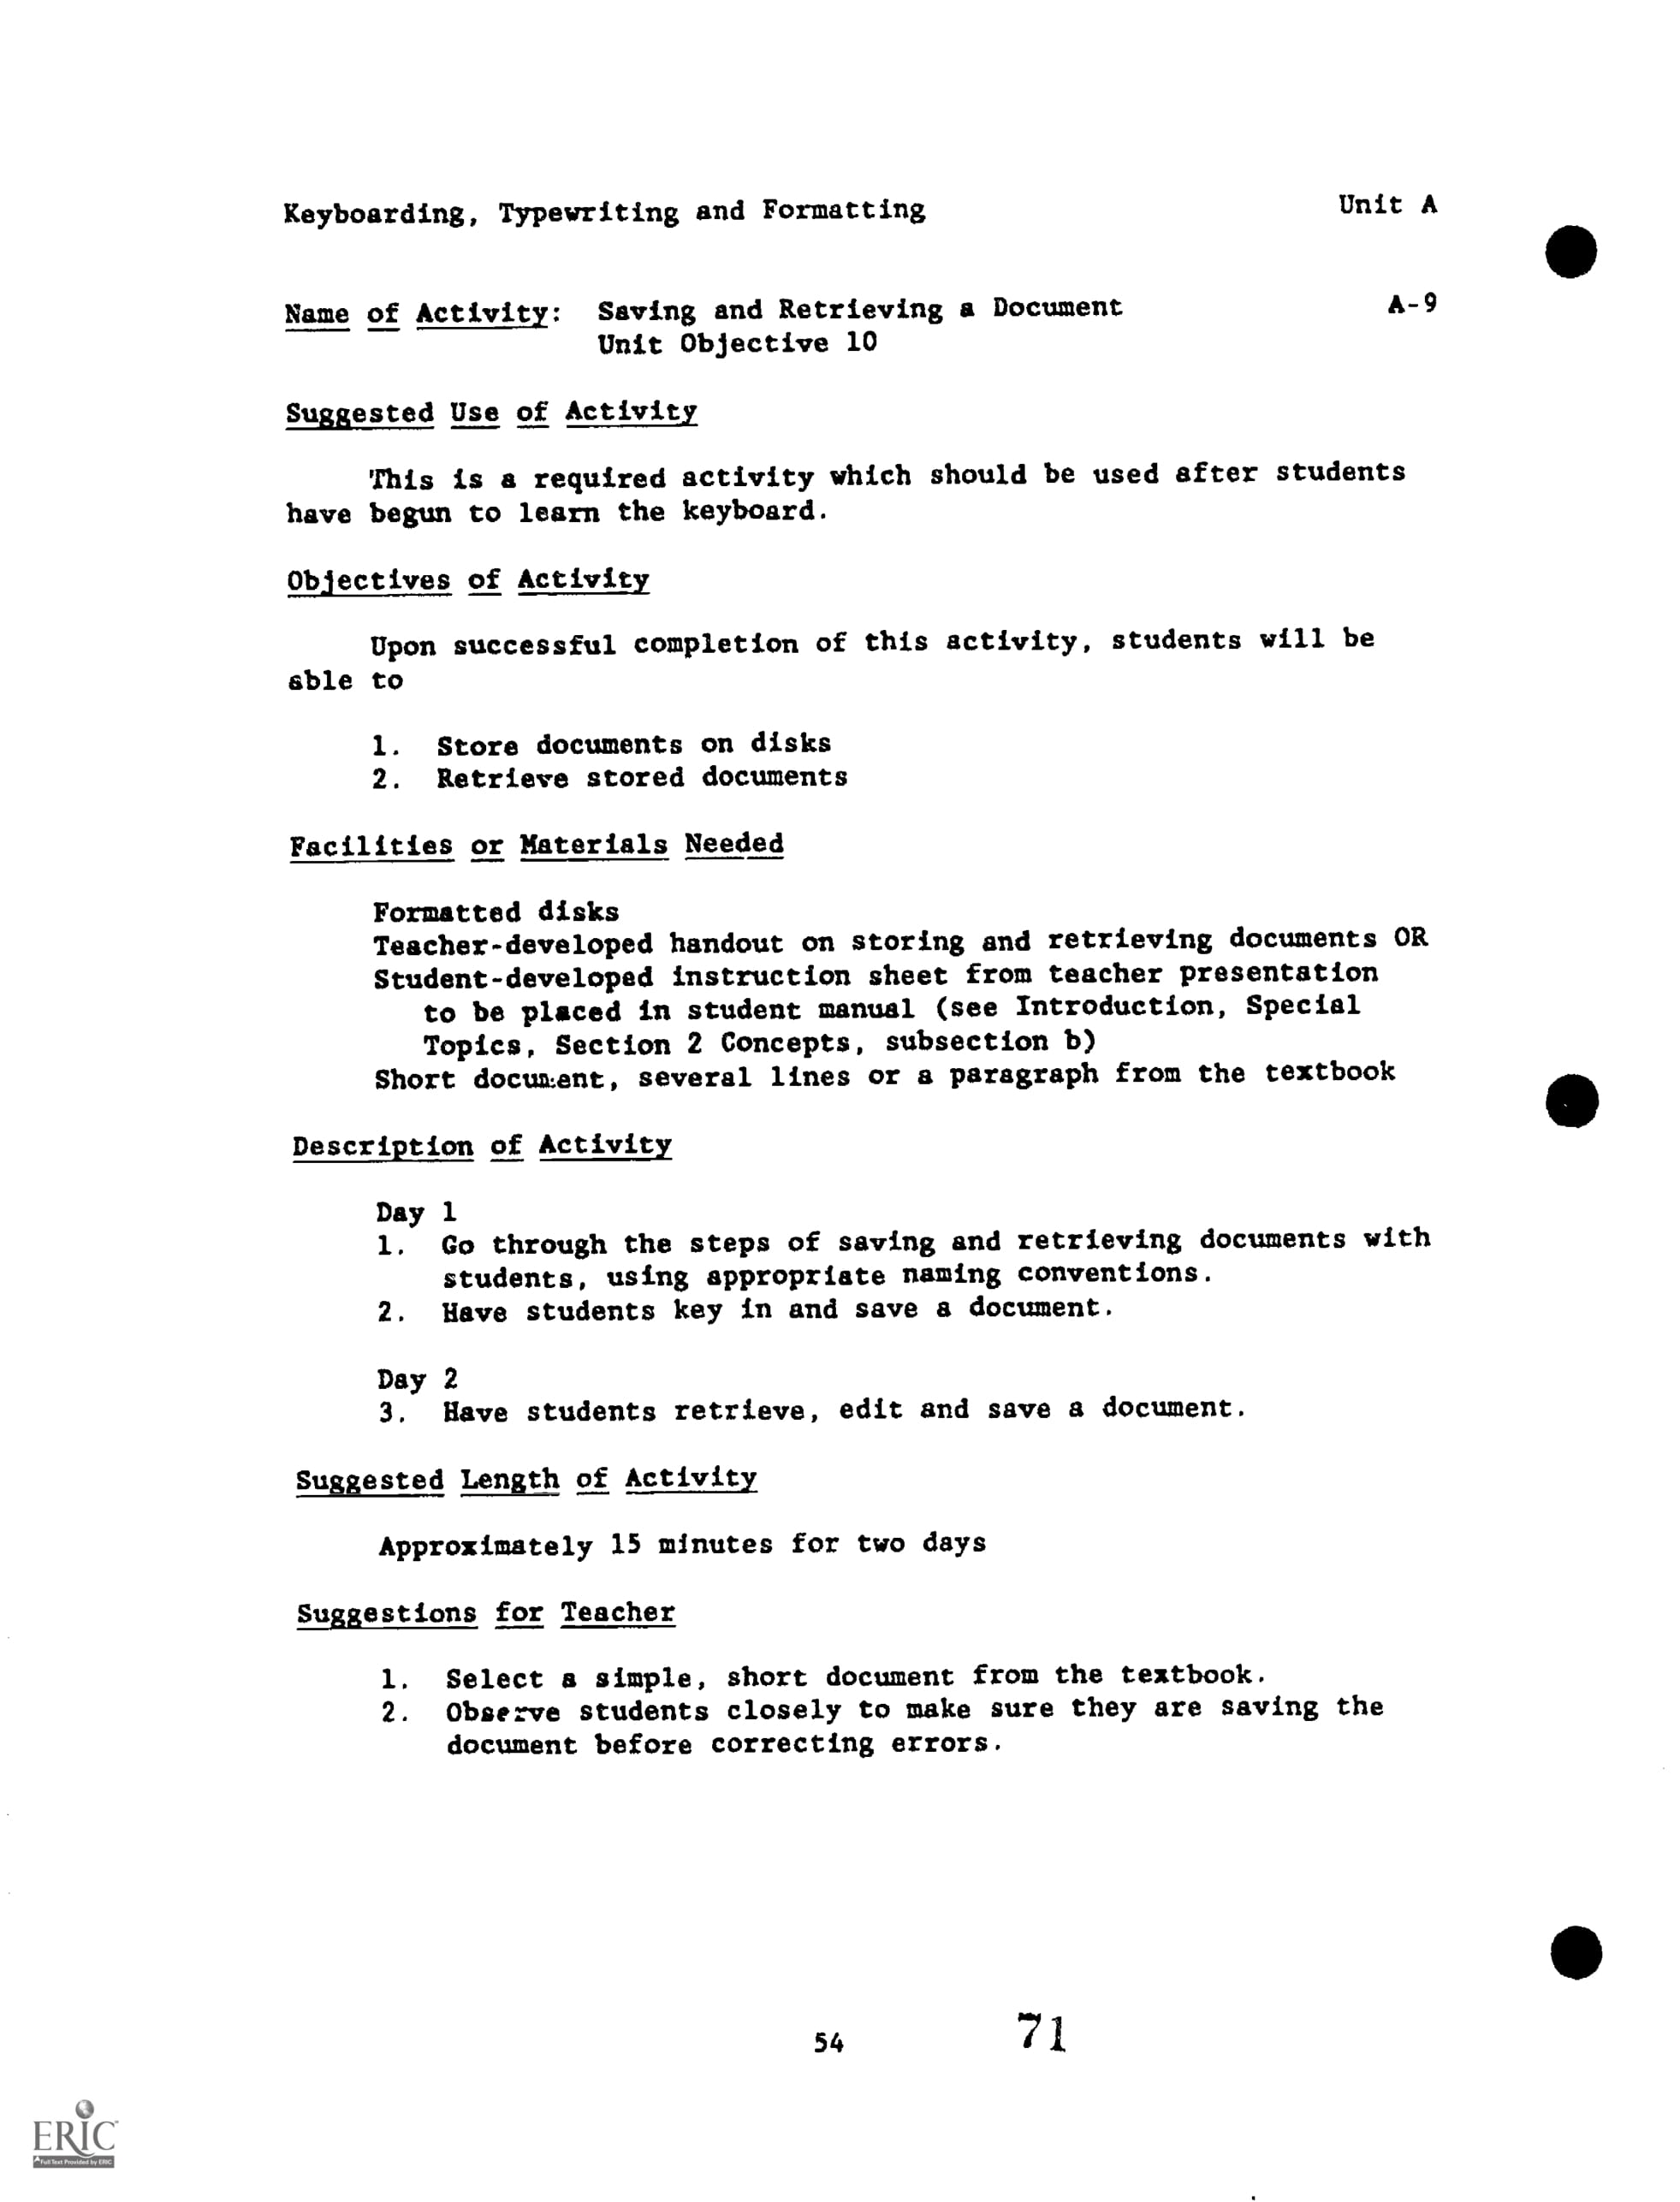 Keyboarding, Typewriting and Formatting Unit A
Name of Activity: Saving and Retrieving a Document A-9
Unit Objective 10
Suggested Use of Activity
This is a required activity which should be used after students
have begun to learn the keyboard.
Objectives of Activity
Upon successful completion of this activity, students will be
able to
1. Store documents on disks
2. Retrieve stored documents
Facilities or Materials Needed
Formatted disks
Teacher-developed handout on storing and retrieving documents OR
Student-developed instruction sheet from teacher presentation
to be placed in student manual (see Introduction, Special
Topics, Section 2 Concepts, subsection b)
Short document, several lines or a paragraph from the textbook
Description of Activity
Day 1
1. Go through the steps of saving and retrieving documents with
students, using appropriate naming conventions.
2. Have students key in and save a document.
Day 2
3. Have students retrieve, edit and save a document.
Suggested Length of Activity
Approximately 15 minutes for two days
Suggestions for Teacher
1. Select a simple, short document from the textbook.
2. Observe students closely to make sure they are saving the
document before correcting errors.
54 71
ERIC
Full Text Provided by ERIC